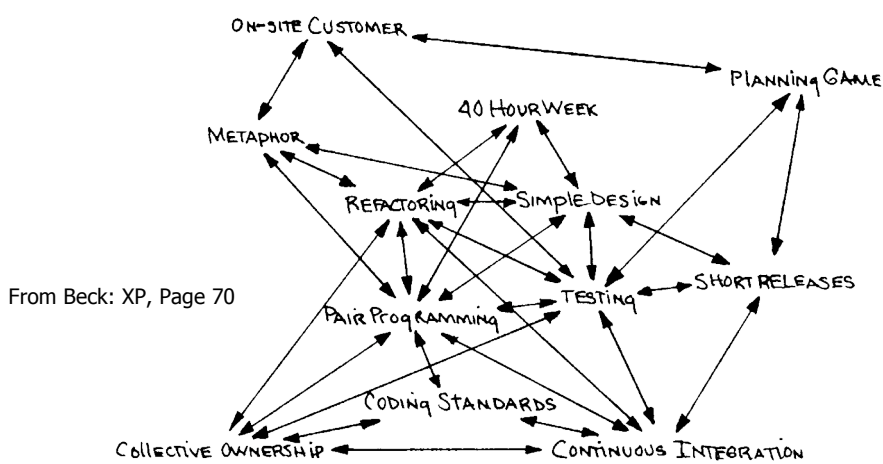 ON-SITE CUSTOMER
PLANNING GAME
40 HOUR WEEK
METAPHOR
REFACTORING
SIMPLE DESIGN
From Beck: XP, Page 70
PAIR PROGRAMMING
TESTING
SHORT RELEASES
CODING STANDARDS
COLLECTIVE OWNERSHIP
CONTINUOUS INTEGRATION